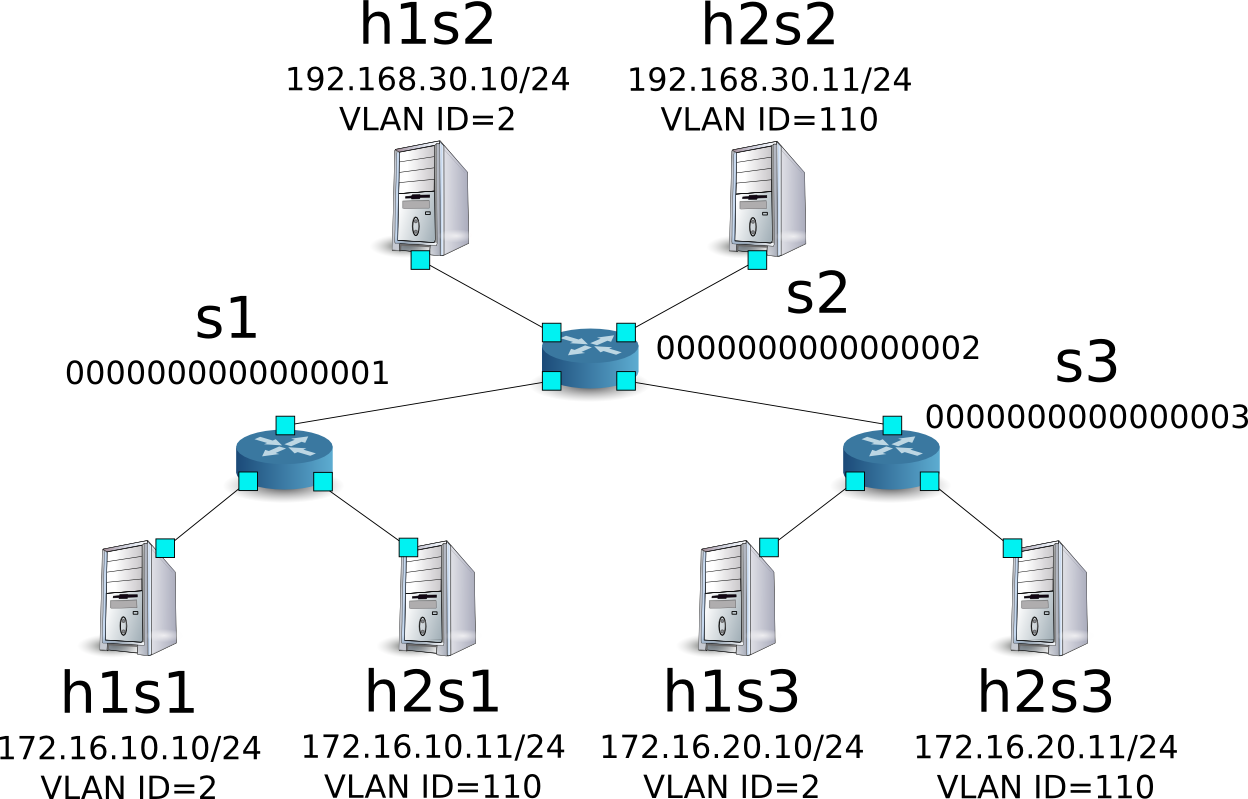 h1s2
192.168.30.10/24
VLAN ID=2
h2s2
192.168.30.11/24
VLAN ID=110
s1
0000000000000001
s2
0000000000000002
s3
0000000000000003
h1s1
172.16.10.10/24
VLAN ID=2
h2s1
172.16.10.11/24
VLAN ID=110
h1s3
172.16.20.10/24
VLAN ID=2
h2s3
172.16.20.11/24
VLAN ID=110